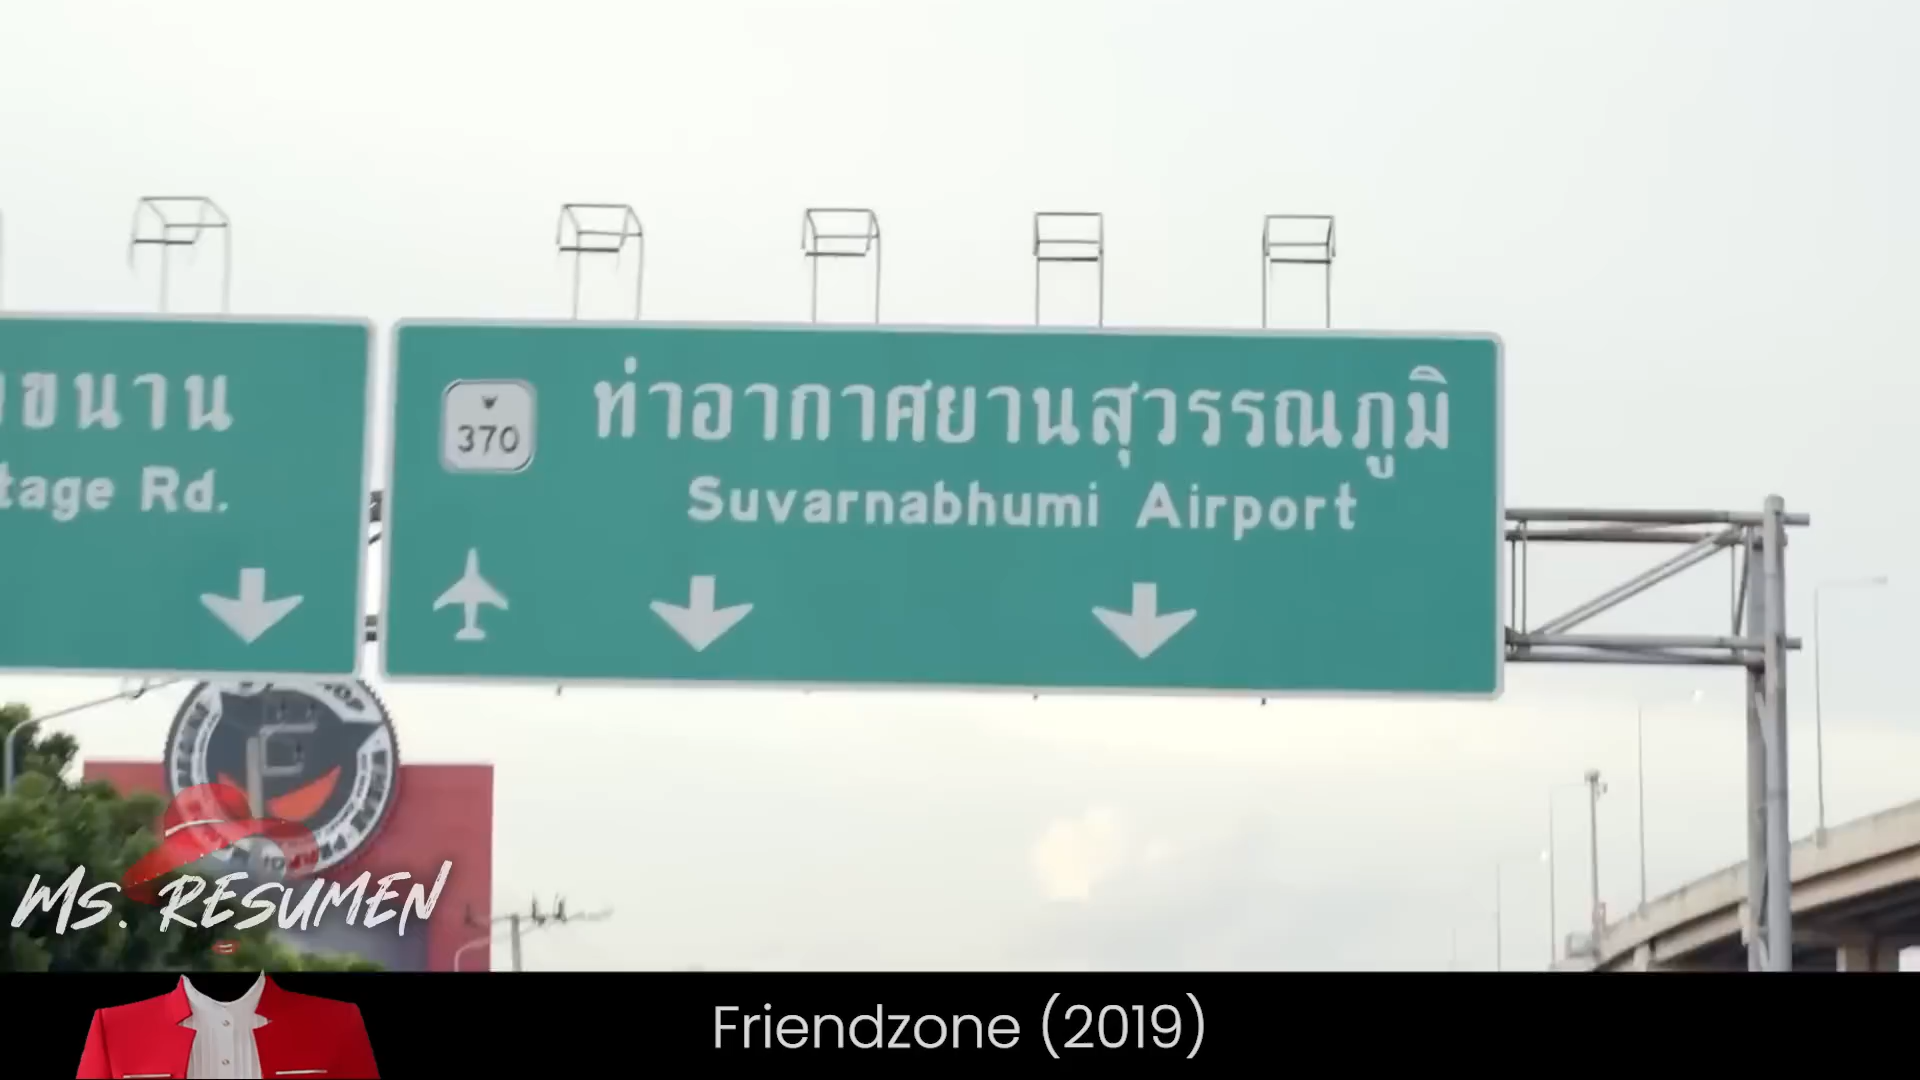 ขนาน
tage Rd.
370
ท่าอากาศยานสุวรรณภูมิ
Suvarnabhumi Airport
MS. RESUMEN
Friendzone (2019)